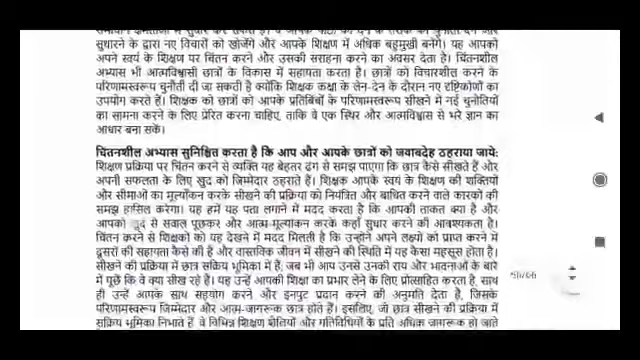 सुधारने के द्वारा नए विचारों को खोजेंगे और आपके शिक्षण में अधिक बहुमुखी बनेंगे। यह आपको
अपने स्वयं के शिक्षण पर चिंतन करने और उसकी सराहना करने का अवसर देता है। चिंतनशील
अभ्यास भी आत्मविश्वासी छात्रों के विकास में सहायता करता है। छात्रों को विचारशील करने के
परिणामस्वरूप चुनौती दी जा सकती है क्योंकि शिक्षक कक्षा के लेन-देन के दौरान नए दृष्टिकोणों का
उपयोग करते हैं। शिक्षक को छात्रों को आपके प्रतिबिंबों के परिणामस्वरूप सीखने में नई चुनौतियों
का सामना करने के लिए प्रेरित करना चाहिए, ताकि वे एक स्थिर और आत्मविश्वास से भरे ज्ञान का
आधार बना सकें।
चिंतनशील अभ्यास सुनिश्चित करता है कि आप और आपके छात्रों को जवाबदेह ठहराया जाये:
शिक्षण प्रक्रिया पर चिंतन करने से व्यक्ति यह बेहतर ढंग से समझ पाएगा कि छात्र कैसे सीखते हैं और
अपनी सफलता के लिए खुद को जिम्मेदार ठहराते हैं। शिक्षक आपके स्वयं के शिक्षण की शक्तियों
और सीमाओं का मूल्यांकन करके सीखने की प्रक्रिया को नियंत्रित और बाधित करने वाले कारकों की
समझ हासिल करेगा। यह हमें यह पता लगाने में मदद करता है कि आपकी ताकत क्या है और
आपको खुद से सवाल पूछकर और आत्म-मूल्यांकन करके कहाँ सुधार करने की आवश्यकता है।
चिंतन करने से शिक्षकों को यह देखने में मदद मिलती है कि उन्होंने अपने लक्ष्यों को प्राप्त करने में
दूसरों की सहायता कैसे की है और वास्तविक जीवन में सीखने की स्थिति में यह कैसा महसूस होता है।
सीखने की प्रक्रिया में छात्र सक्रिय भूमिका में हैं, जब भी आप उनसे उनकी राय और भावनाओं के बारे
में पूछें कि वे क्या सीख रहे हैं। यह उन्हें आपकी शिक्षा का प्रभार लेने के लिए प्रोत्साहित करता है, साथ
ही उन्हें आपके साथ सहयोग करने और इनपुट प्रदान करने की अनुमति देता है, जिसके
परिणामस्वरूप जिम्मेदार और आत्म-जागरूक छात्र होते हैं। इसलिए, जो छात्र सीखने की प्रक्रिया में
सक्रिय भूमिका निभाते हैं, वे विभिन्न शिक्षण शैलियों और गतिविधियों के प्रति अधिक जागरूक हो जाते